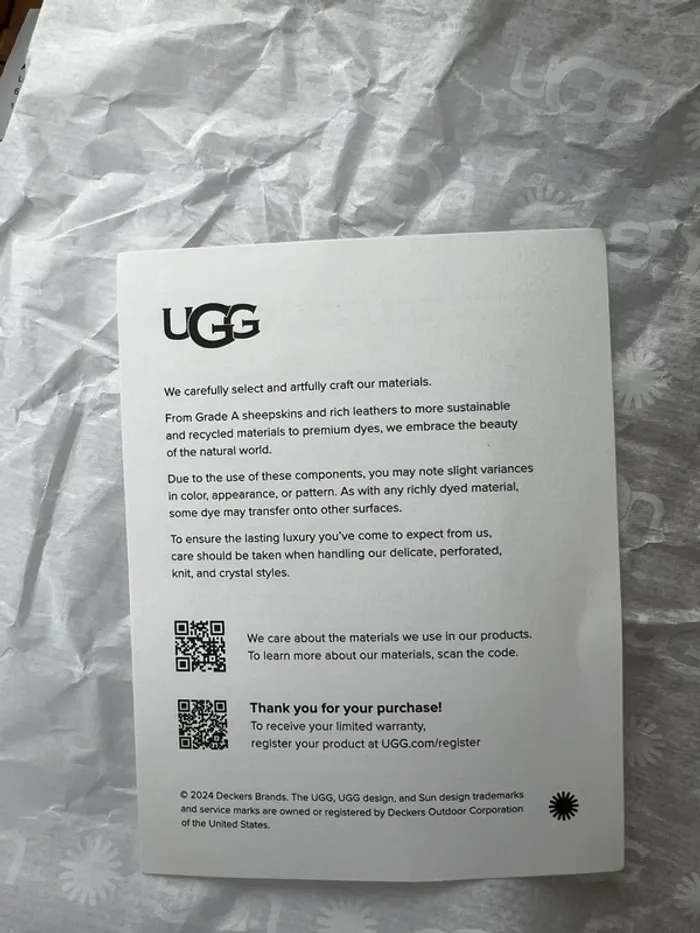 UGG
UGG
We carefully select and artfully craft our materials.
From Grade A sheepskins and rich leathers to more sustainable
and recycled materials to premium dyes, we embrace the beauty
of the natural world.
Due to the use of these components, you may note slight variances
in color, appearance, or pattern. As with any richly dyed material,
some dye may transfer onto other surfaces.
To ensure the lasting luxury you've come to expect from us,
care should be taken when handling our delicate, perforated,
knit, and crystal styles.
We care about the materials we use in our products.
To learn more about our materials, scan the code.
Thank you for your purchase!
To receive your limited warranty,
register your product at UGG.com/register
© 2024 Deckers Brands. The UGG, UGG design, and Sun design trademarks
and service marks are owned or registered by Deckers Outdoor Corporation
of the United States.